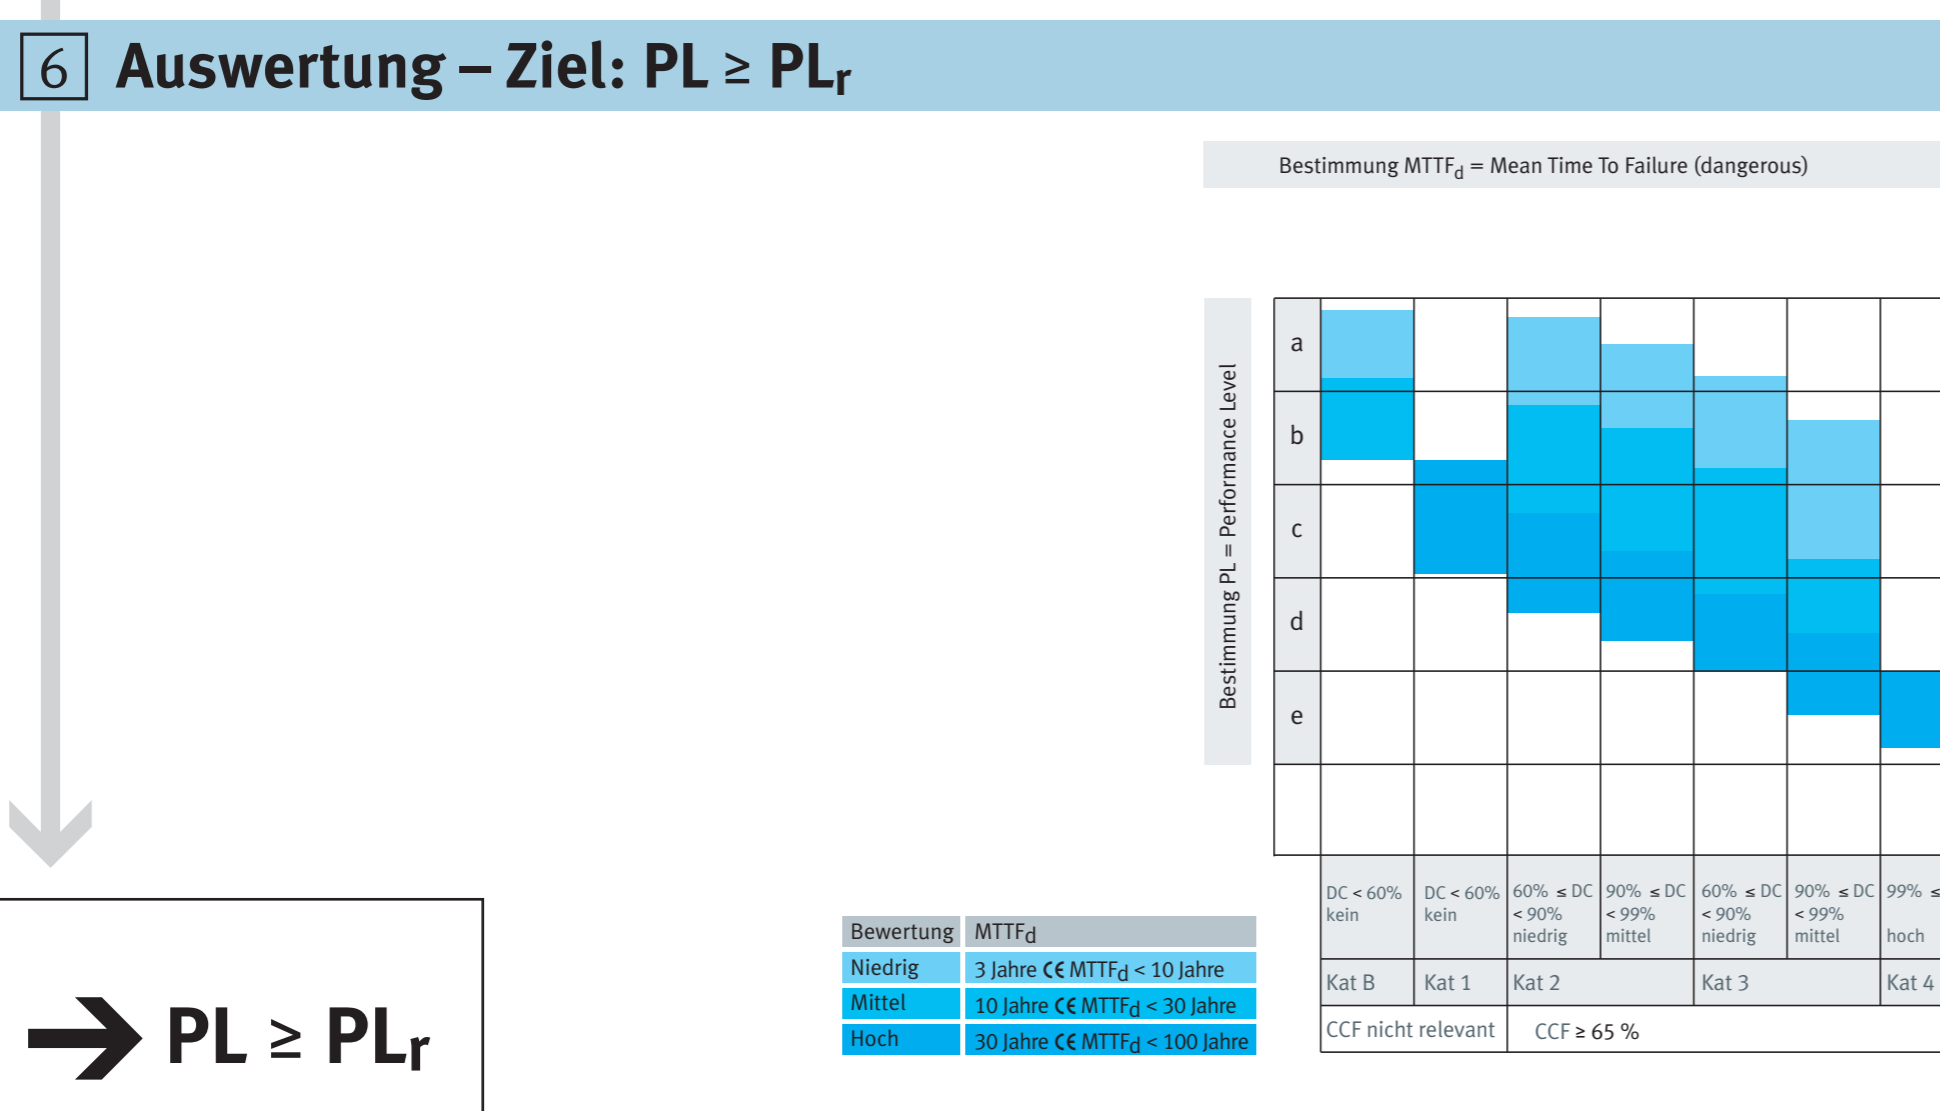 6 Auswertung – Ziel: PL ≥ PLr
Bestimmung MTTFd = Mean Time To Failure (dangerous)
Bestimmung PL = Performance Level
a
b
c
d
e
DC < 60% kein
DC < 60% kein
60% ≤ DC < 90% niedrig
90% ≤ DC < 99% mittel
60% ≤ DC < 90% niedrig
90% ≤ DC < 99% mittel
99% ≤ hoch
Kat B Kat 1 Kat 2 Kat 3 Kat 4
CCF nicht relevant CCF ≥ 65 %
Bewertung MTTFd
Niedrig 3 Jahre C€ MTTFd < 10 Jahre
Mittel 10 Jahre C€ MTTFd < 30 Jahre
Hoch 30 Jahre C€ MTTFd < 100 Jahre
→ PL ≥ PLr